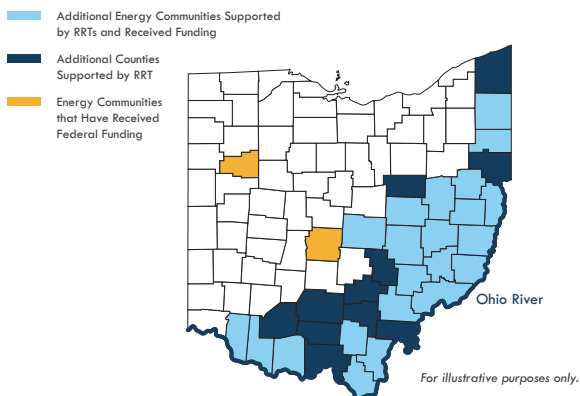 Additional Energy Communities Supported
by RRTs and Received Funding
Additional Counties
Supported by RRT
Energy Communities
that Have Received
Federal Funding
Ohio River
For illustrative purposes only.